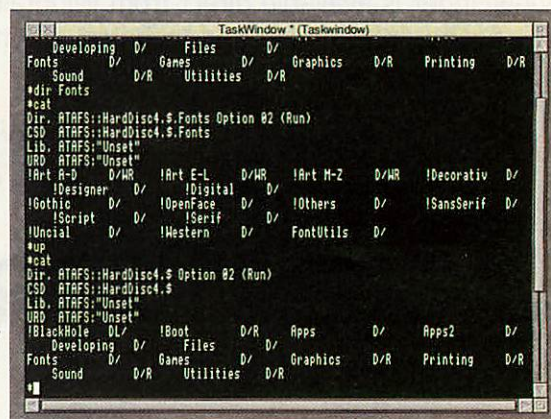 TaskWindow * (Taskwindow)
Developing D/ Files D/
Fonts D/ Games D/ Graphics D/R Printing D/R
Sound D/R Utilities D/R
*dir Fonts
*cat
Dir. ATAFS::HardDisc4.$.Fonts Option 02 (Run)
CSD ATAFS::HardDisc4.$.Fonts
Lib. ATAFS:"Unset"
URD ATAFS:"Unset"
!Art A-D D/WR !Art E-L D/WR !Art M-Z D/WR !Decorativ D/
!Designer D/ !Digital D/
!Gothic D/ !OpenFace D/ !Others D/ !SansSerif D/
!Script D/ !Serif D/
!Uncial D/ !Western D/ FontUtils D/
*up
*cat
Dir. ATAFS::HardDisc4.$ Option 02 (Run)
CSD ATAFS::HardDisc4.$
Lib. ATAFS:"Unset"
URD ATAFS:"Unset"
!BlackHole DL/ !Boot D/R Apps D/ Apps2 D/
Developing D/ Files D/
Fonts D/ Games D/ Graphics D/R Printing D/R
Sound D/R Utilities D/R
*